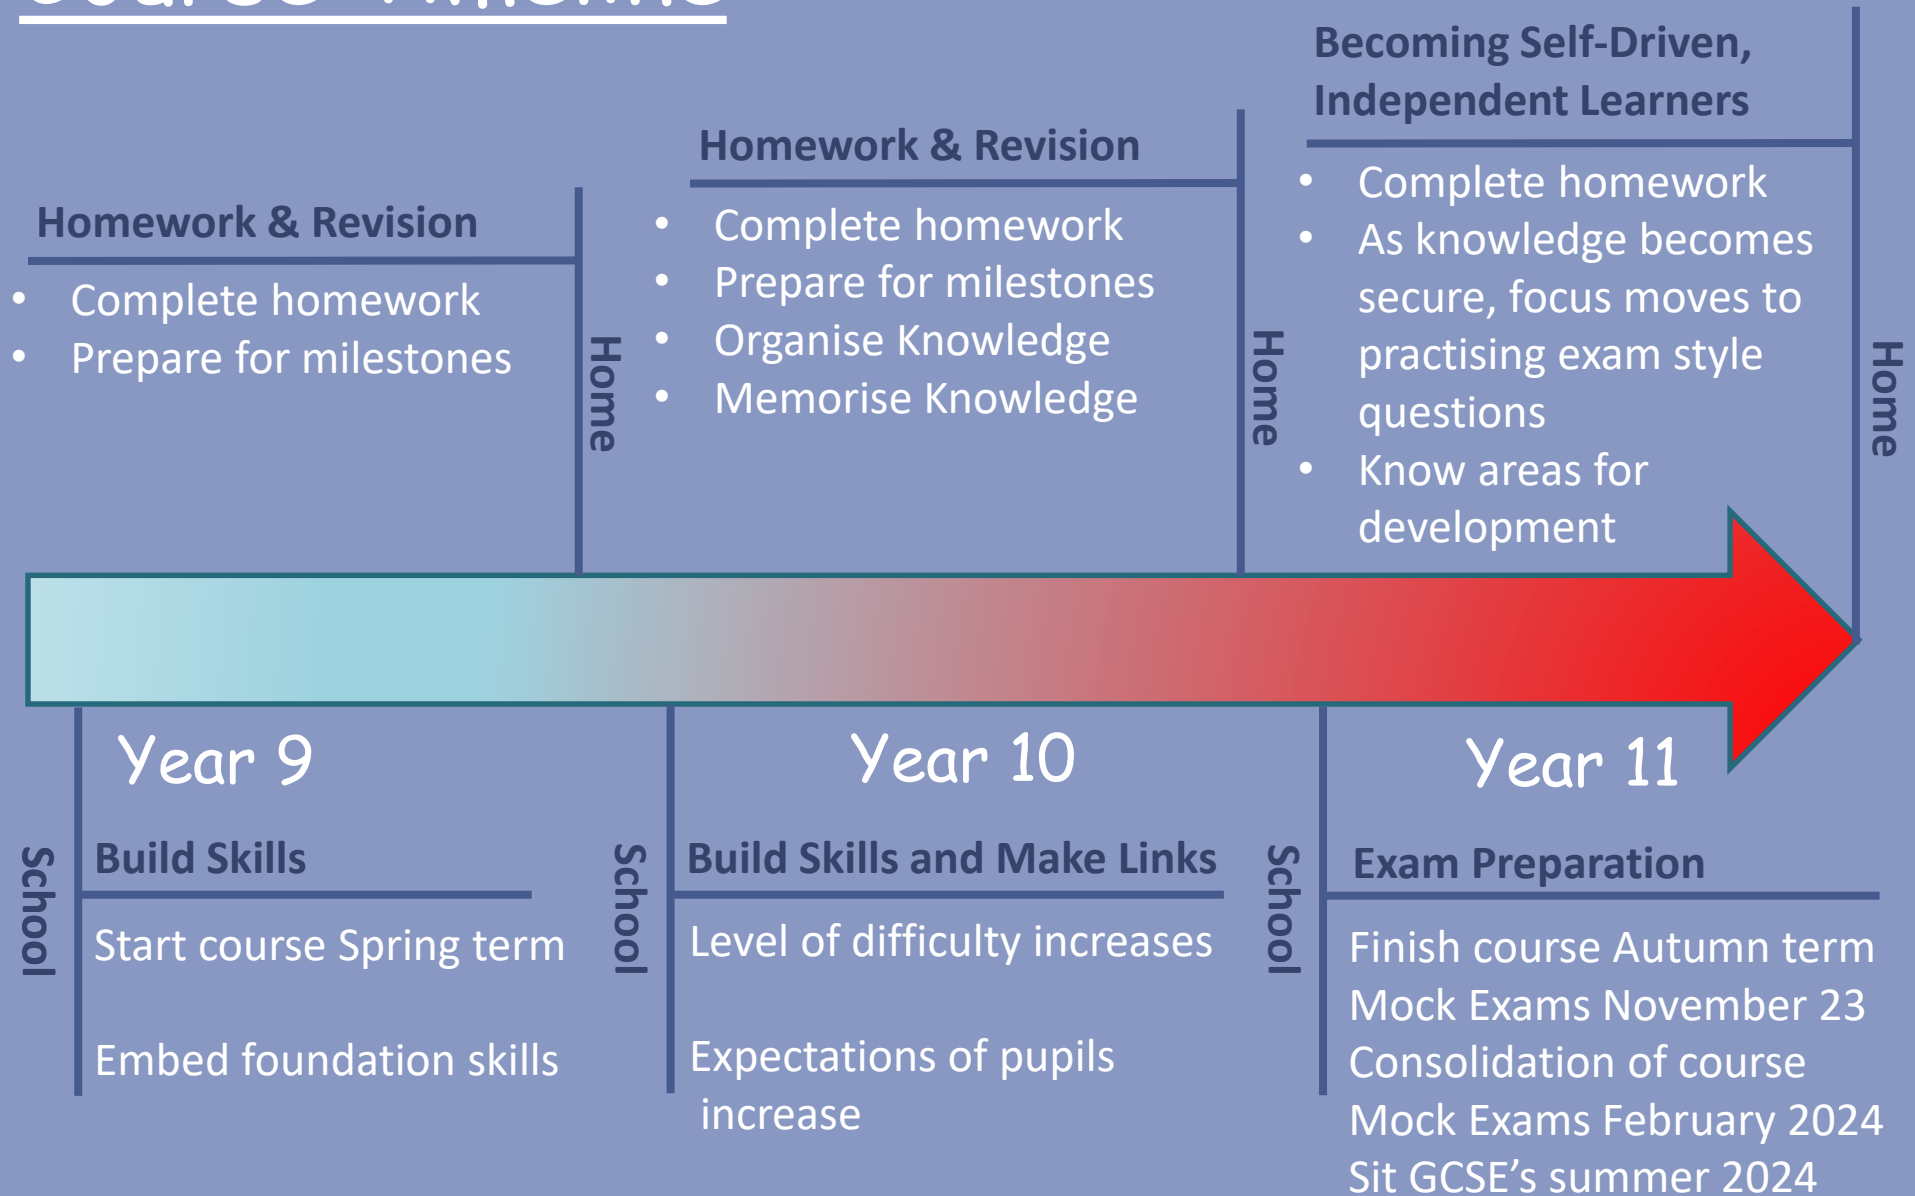 Course Timeline
Becoming Self-Driven,
Independent Learners
• Complete homework
• As knowledge becomes
secure, focus moves to
practising exam style
questions
• Know areas for
development
Home
Homework & Revision
• Complete homework
• Prepare for milestones
• Organise Knowledge
• Memorise Knowledge
Home
Homework & Revision
• Complete homework
• Prepare for milestones
Home
Year 9
Year 10
Year 11
School
Build Skills
Start course Spring term
Embed foundation skills
School
Build Skills and Make Links
Level of difficulty increases
Expectations of pupils
increase
School
Exam Preparation
Finish course Autumn term
Mock Exams November 23
Consolidation of course
Mock Exams February 2024
Sit GCSE's summer 2024